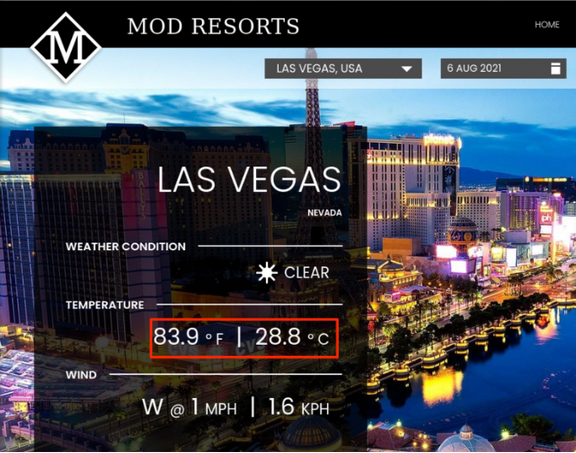 M
MOD RESORTS
HOME
LAS VEGAS, USA
6 AUG 2021
LAS VEGAS
NEVADA
WEATHER CONDITION
CLEAR
TEMPERATURE
83.9 °F | 28.8 °C
WIND
W @ 1 MPH | 1.6 KPH